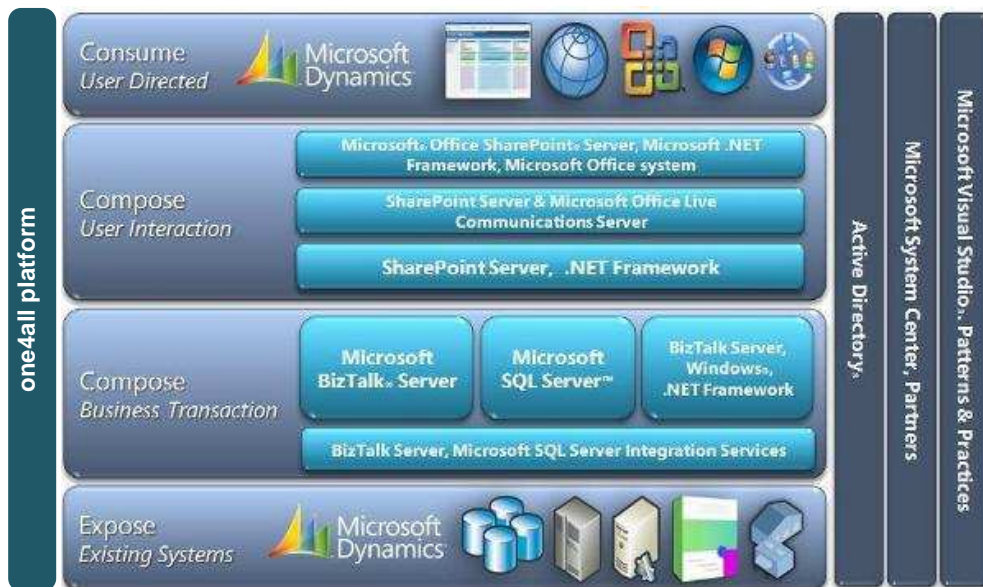 one4all platform
Consume
User Directed
Microsoft
Dynamics
Compose
User Interaction
Microsoft® Office SharePoint® Server, Microsoft .NET
Framework, Microsoft Office system
SharePoint Server & Microsoft Office Live
Communications Server
SharePoint Server, .NET Framework
Compose
Business Transaction
Microsoft
BizTalk® Server
Microsoft
SQL Server™
BizTalk Server,
Windows®,
.NET Framework
BizTalk Server, Microsoft SQL Server Integration Services
Expose
Existing Systems
Microsoft
Dynamics
Active Directory®
Microsoft System Center, Partners
Microsoft Visual Studio®, Patterns & Practices